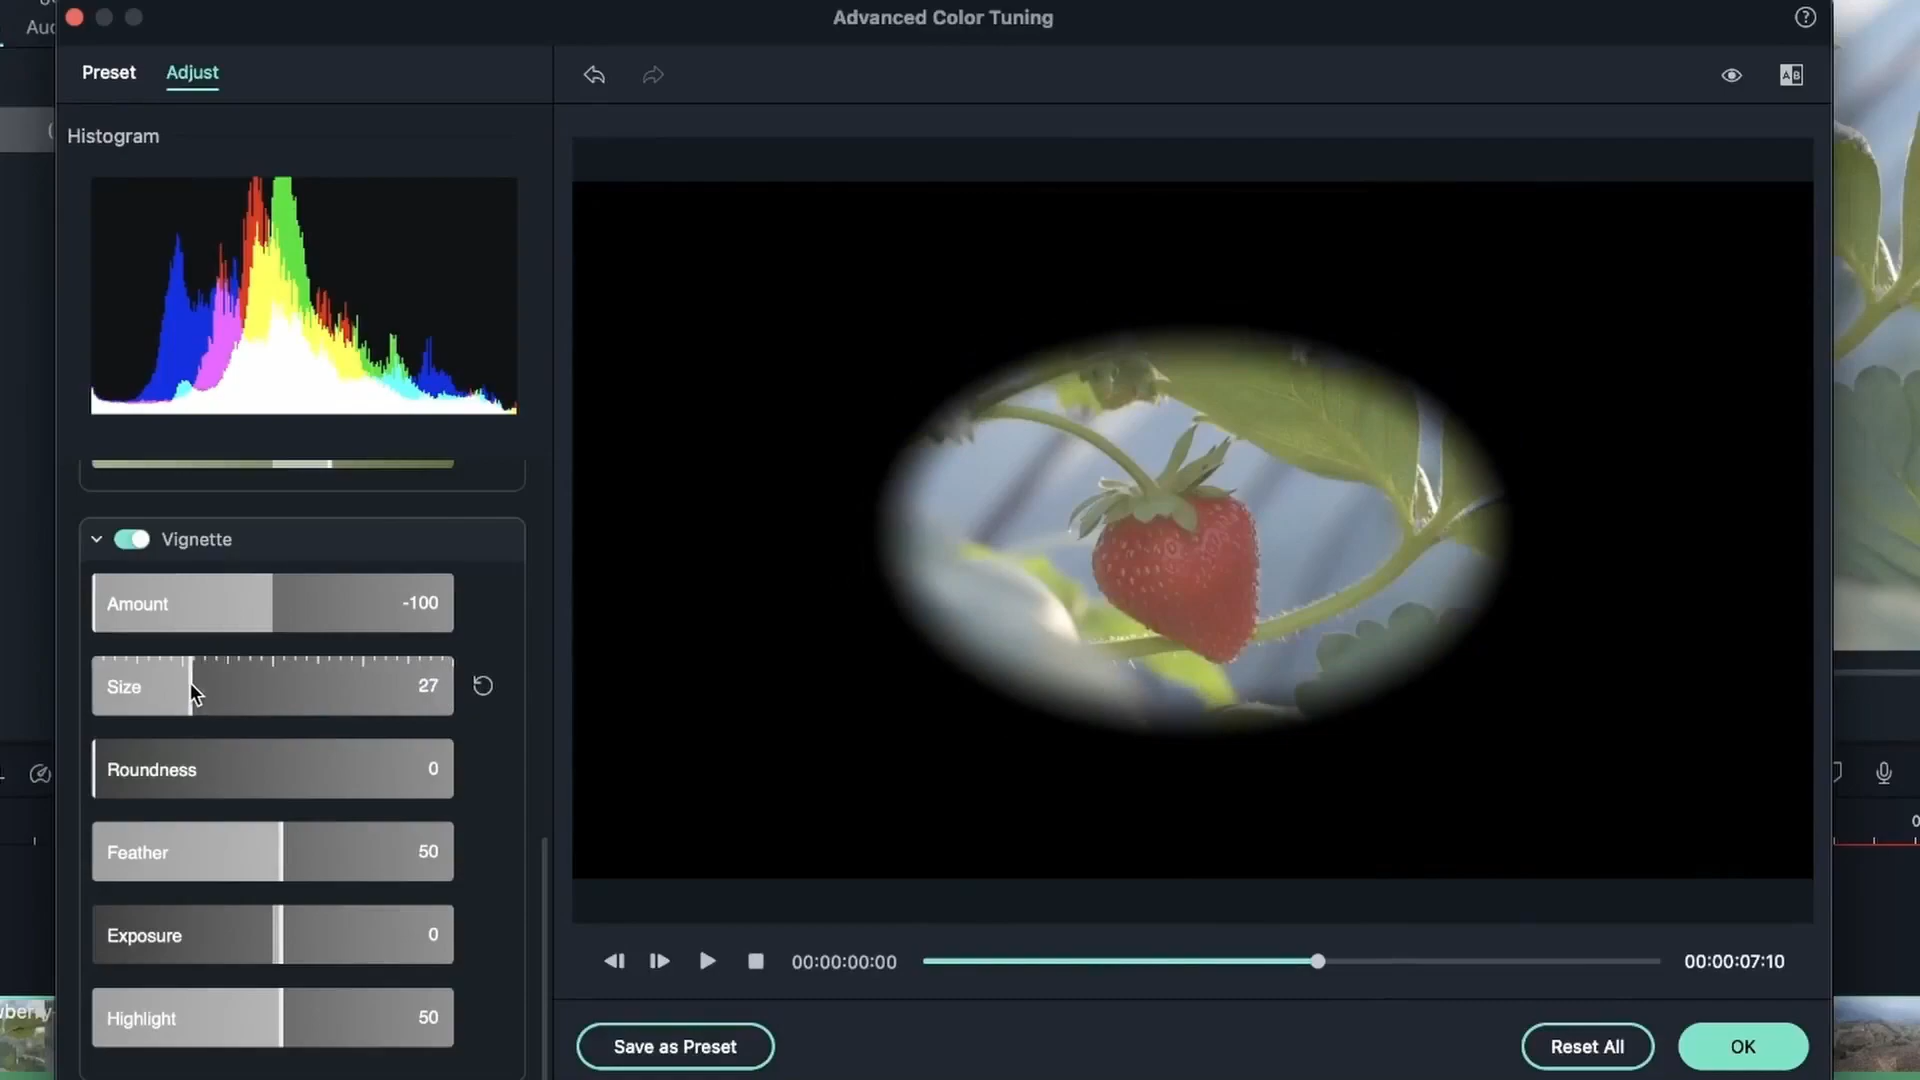 Advanced Color Tuning
Preset
Adjust
AB
Histogram
Vignette
Amount -100
Size 27
Roundness 0
Feather 50
Exposure 0
Highlight 50
00:00:00:00
00:00:07:10
Save as Preset
Reset All
OK